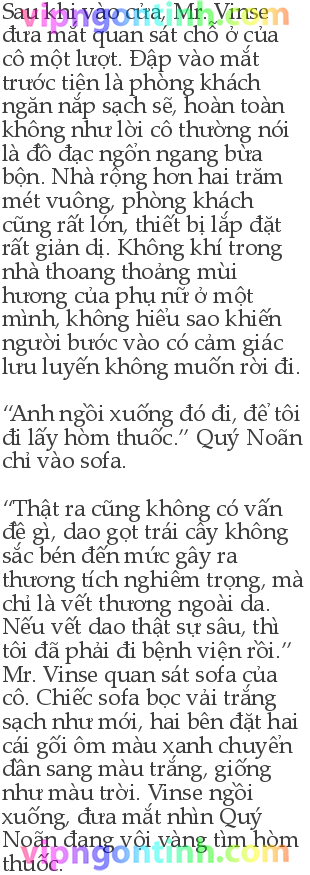 Sau khi vào cửa, Mr. Vinse
vipngontinh.com
đưa mắt quan sát chỗ ở của
cô một lượt. Đập vào mắt
trước tiên là phòng khách
ngăn nắp sạch sẽ, hoàn toàn
không như lời cô thường nói
là đồ đạc ngổn ngang bừa
bộn. Nhà rộng hơn hai trăm
mét vuông, phòng khách
cũng rất lớn, thiết bị lắp đặt
rất giản dị. Không khí trong
nhà thoang thoảng mùi
hương của phụ nữ ở một
mình, không hiểu sao khiến
người bước vào có cảm giác
lưu luyến không muốn rời đi.
“Anh ngồi xuống đó đi, để tôi
đi lấy hòm thuốc.” Quý Noãn
chỉ vào sofa.
“Thật ra cũng không có vấn
đề gì, dao gọt trái cây không
sắc bén đến mức gây ra
thương tích nghiêm trọng, mà
chỉ là vết thương ngoài da.
Nếu vết dao thật sự sâu, thì
tôi đã phải đi bệnh viện rồi.”
Mr. Vinse quan sát sofa của
cô. Chiếc sofa bọc vải trắng
sạch như mới, hai bên đặt hai
cái gối ôm màu xanh chuyển
dần sang màu trắng, giống
như màu trời. Vinse ngồi
xuống, đưa mắt nhìn Quý
Noãn đang vội vàng tìm hòm
vipngontinh.com
thuốc.